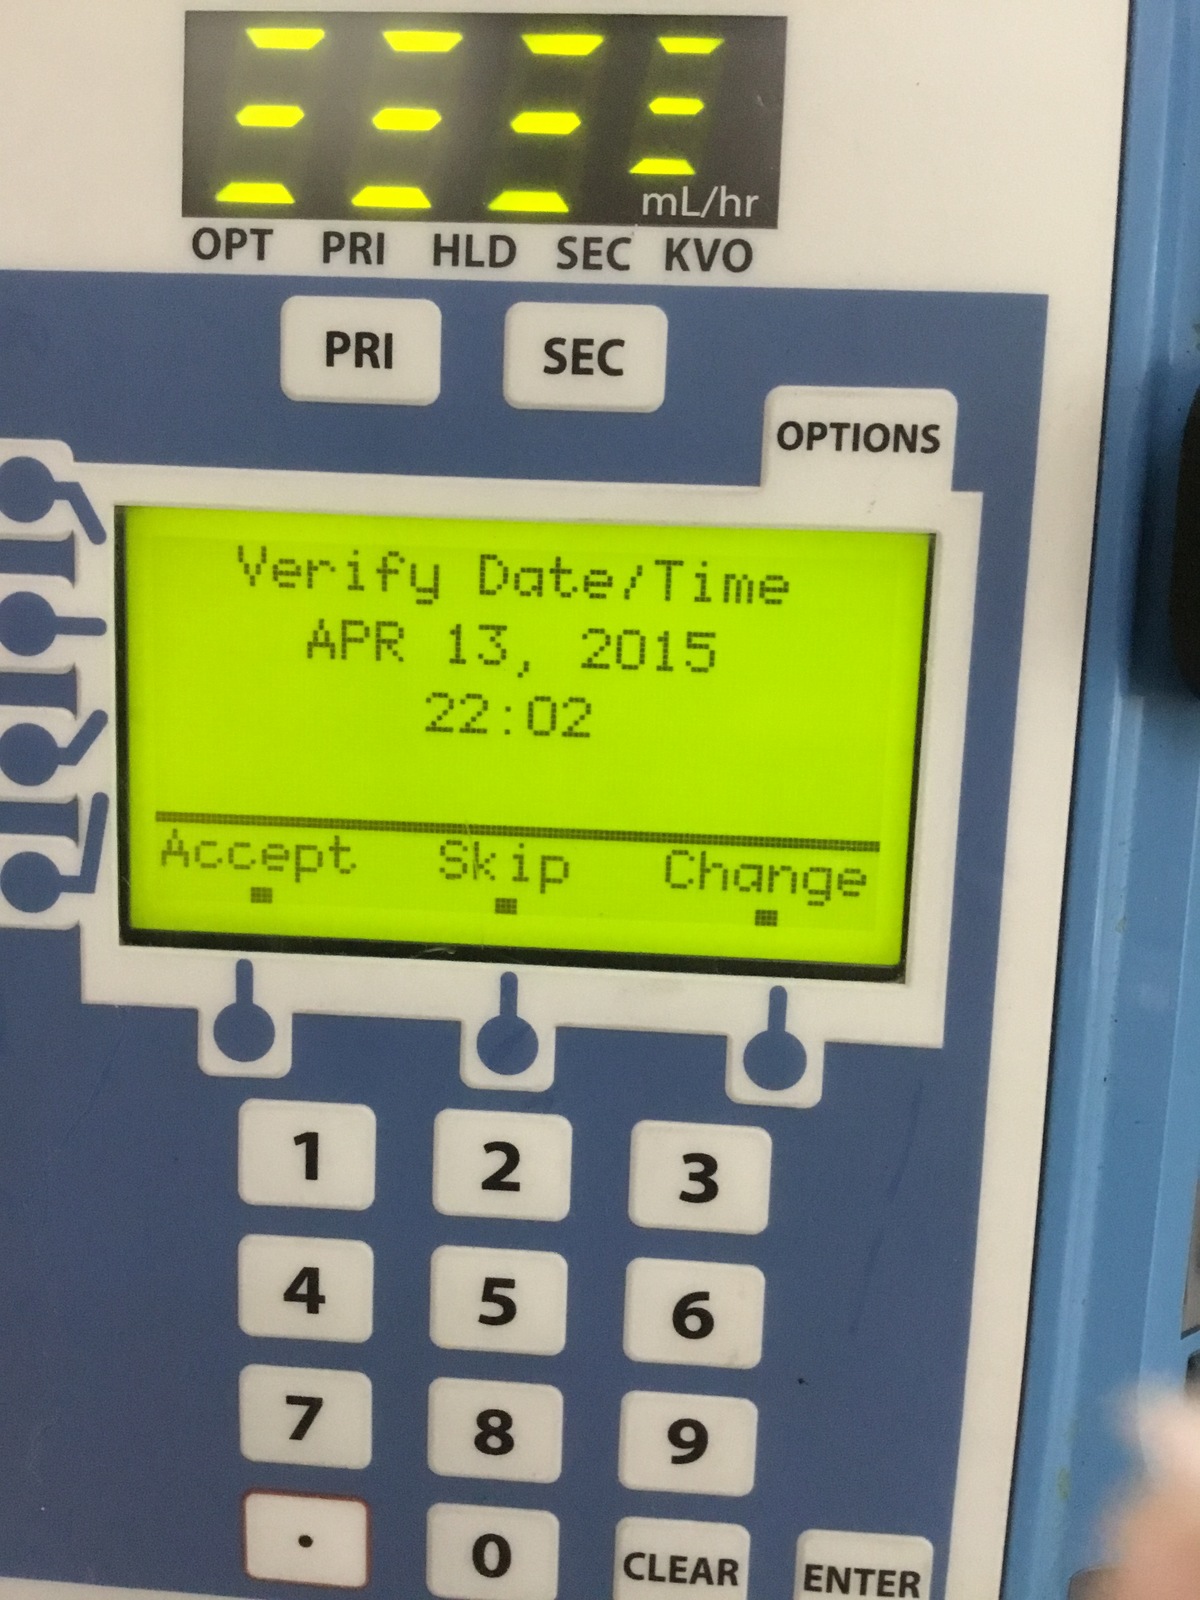 mL/hr
OPT PRI HLD SEC KVO
PRI SEC
OPTIONS
Verify Date/Time
APR 13, 2015
22:02
Accept Skip Change
1 2 3
4 5 6
7 8 9
. 0 CLEAR ENTER